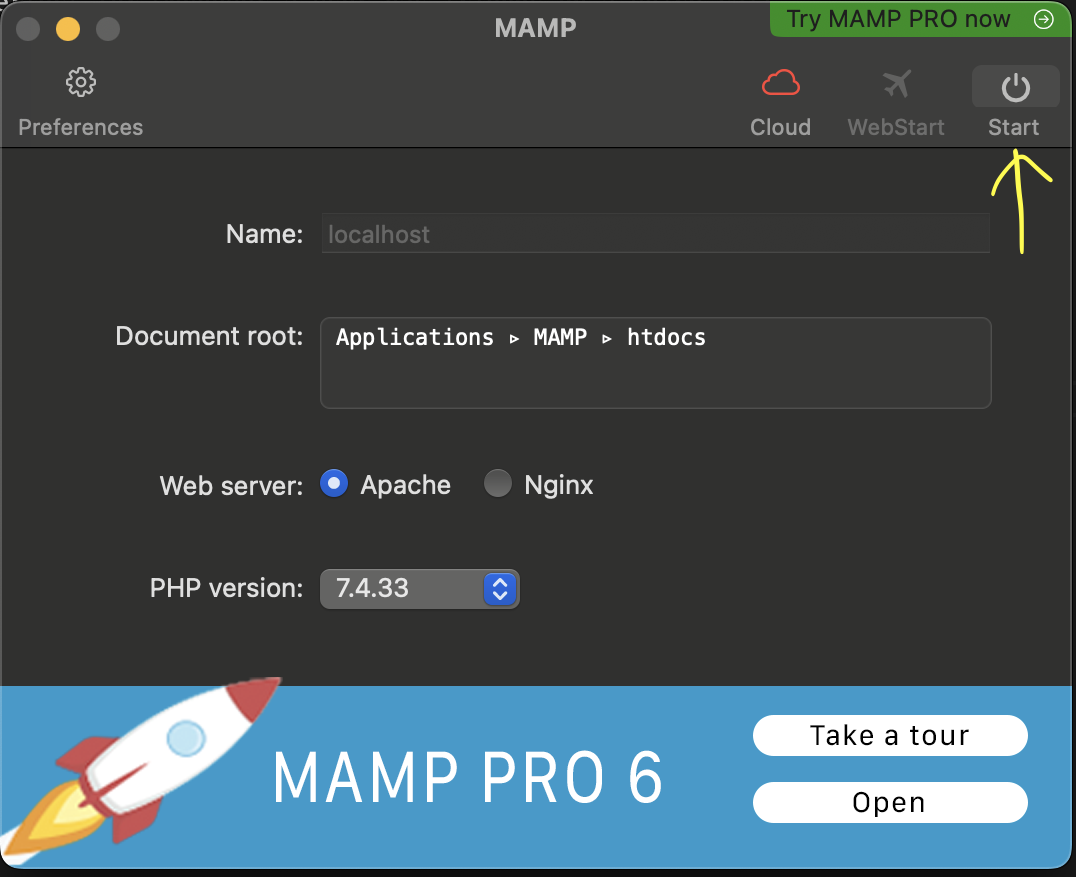 MAMP
Try MAMP PRO now
Preferences
Cloud
WebStart
Start
Name: localhost
Document root: Applications ▹ MAMP ▹ htdocs
Web server: Apache Nginx
PHP version: 7.4.33
MAMP PRO 6
Take a tour
Open